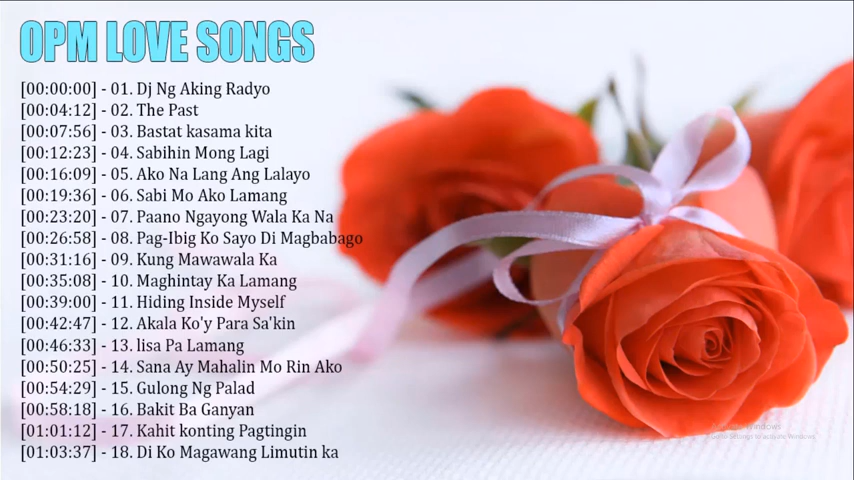 OPM LOVE SONGS
[00:00:00] - 01. Dj Ng Aking Radyo
[00:04:12] - 02. The Past
[00:07:56] - 03. Bastat kasama kita
[00:12:23] - 04. Sabihin Mong Lagi
[00:16:09] - 05. Ako Na Lang Ang Lalayo
[00:19:36] - 06. Sabi Mo Ako Lamang
[00:23:20] - 07. Paano Ngayong Wala Ka Na
[00:26:58] - 08. Pag-Ibig Ko Sayo Di Magbabago
[00:31:16] - 09. Kung Mawawala Ka
[00:35:08] - 10. Maghintay Ka Lamang
[00:39:00] - 11. Hiding Inside Myself
[00:42:47] - 12. Akala Ko'y Para Sa'kin
[00:46:33] - 13. lisa Pa Lamang
[00:50:25] - 14. Sana Ay Mahalin Mo Rin Ako
[00:54:29] - 15. Gulong Ng Palad
[00:58:18] - 16. Bakit Ba Ganyan
[01:01:12] - 17. Kahit konting Pagtingin
[01:03:37] - 18. Di Ko Magawang Limutin ka
Windows
Settings to activate Windows.